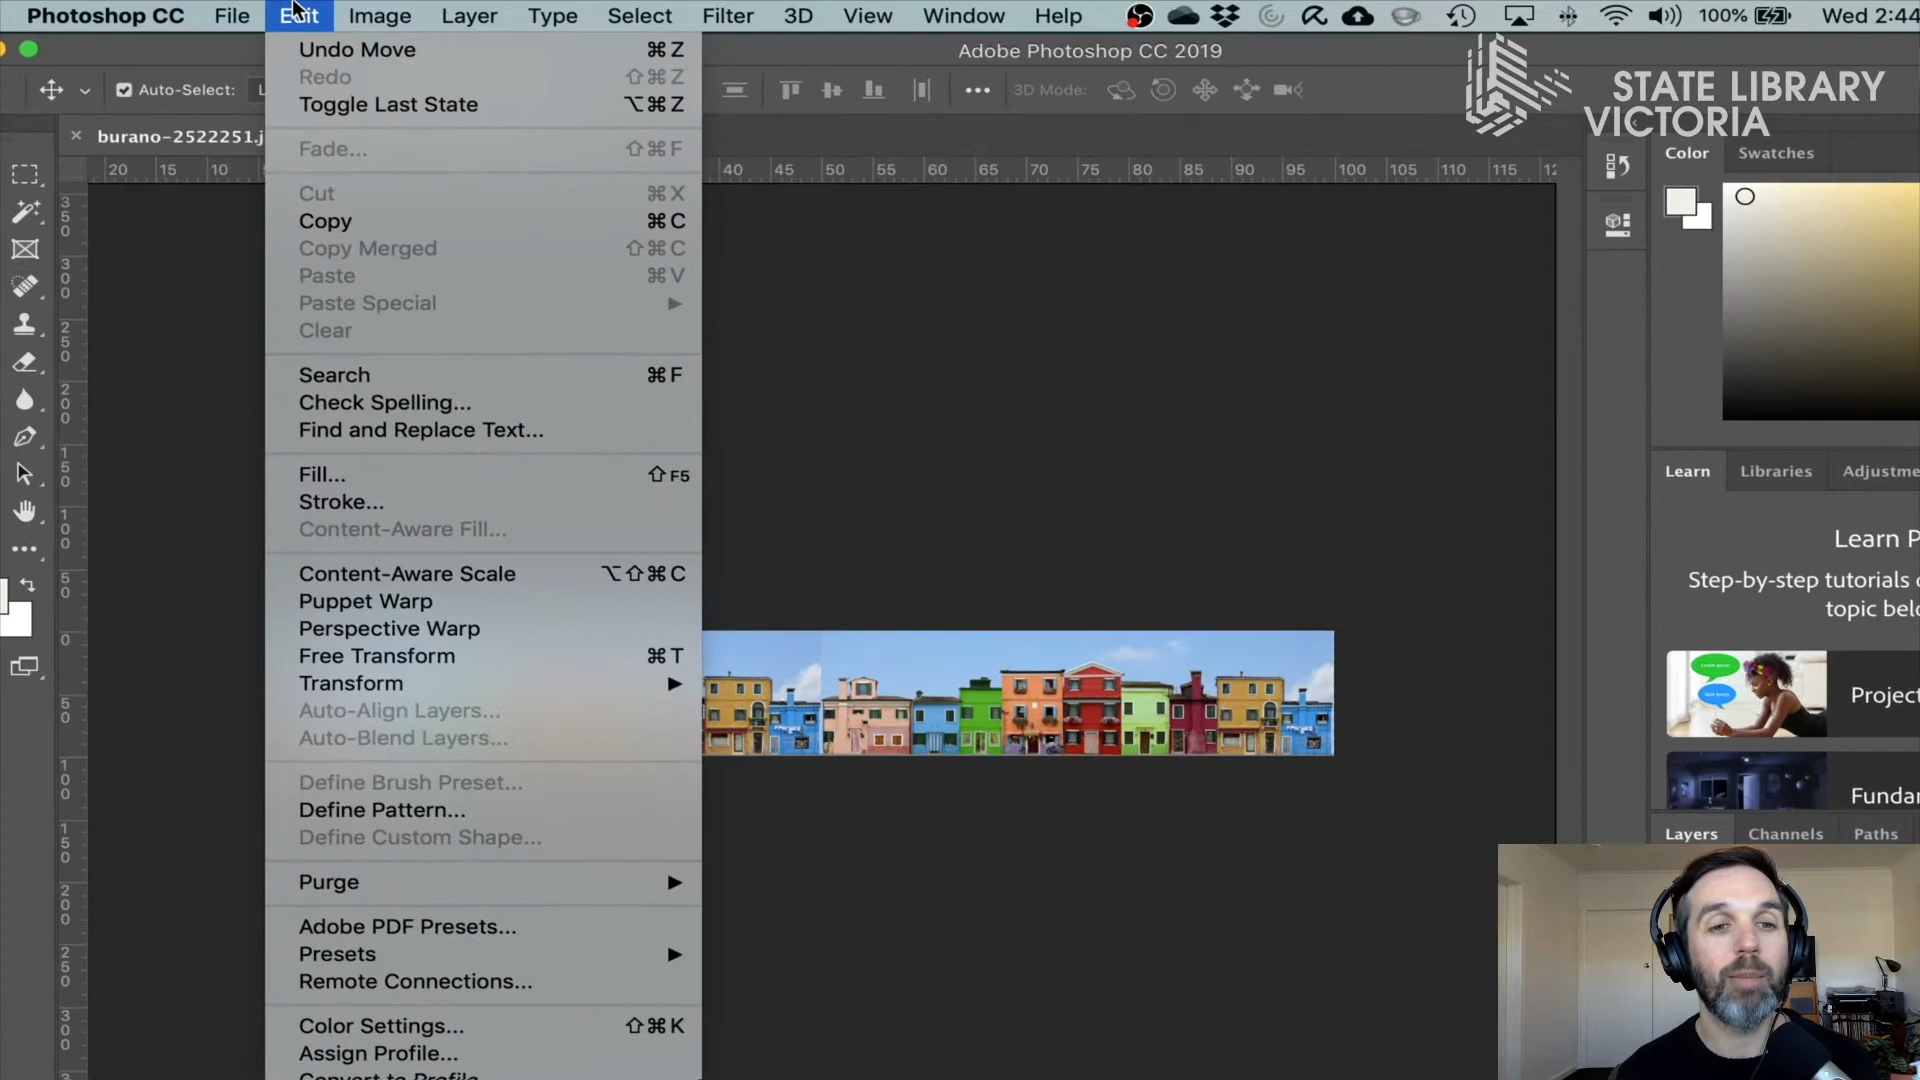 Photoshop CC File Edit Image Layer Type Select Filter 3D View Window Help 100% Wed 2:44
Adobe Photoshop CC 2019
STATE LIBRARY
VICTORIA
Auto-Select:
3D Mode:
burano-2522251.j
20 15 10 40 45 50 55 60 65 70 75 80 85 90 95 100 105 110 115
Undo Move ⌘Z
Redo ⇧⌘Z
Toggle Last State ⌥⌘Z
Fade... ⇧⌘F
Cut ⌘X
Copy ⌘C
Copy Merged ⇧⌘C
Paste ⌘V
Paste Special
Clear
Search ⌘F
Check Spelling...
Find and Replace Text...
Fill... ⇧F5
Stroke...
Content-Aware Fill...
Content-Aware Scale ⌥⇧⌘C
Puppet Warp
Perspective Warp
Free Transform ⌘T
Transform
Auto-Align Layers...
Auto-Blend Layers...
Define Brush Preset...
Define Pattern...
Define Custom Shape...
Purge
Adobe PDF Presets...
Presets
Remote Connections...
Color Settings... ⇧⌘K
Assign Profile...
Convert to Profile
Color Swatches
Learn Libraries Adjustme
Learn P
Step-by-step tutorials
topic belo
Project
Fundar
Layers Channels Paths